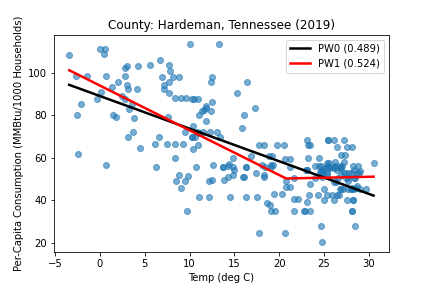 County: Hardeman, Tennessee (2019)
PW0 (0.489)
PW1 (0.524)
Per-Capita Consumption (MMBtu/1000 Households)
100
80
60
40
20
−5 0 5 10 15 20 25 30
Temp (deg C)